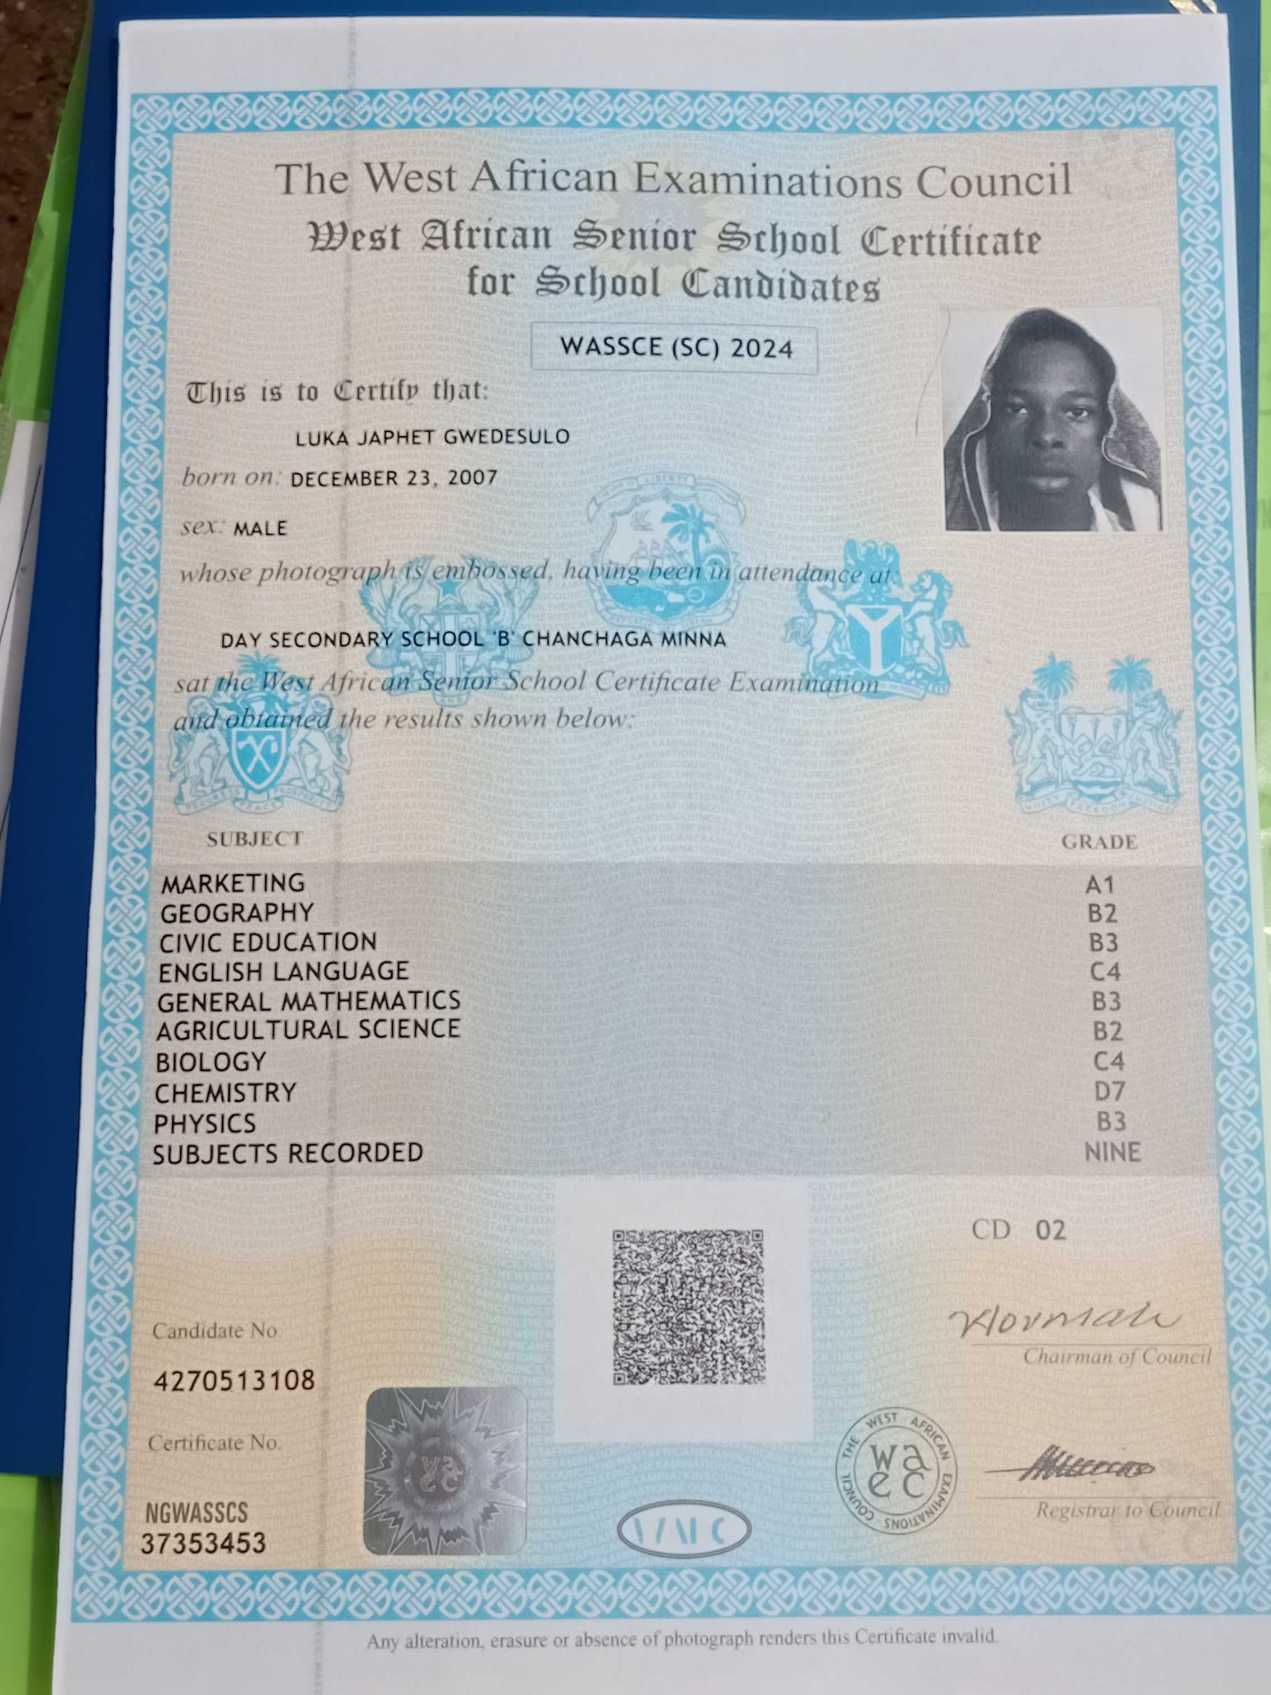 The West African Examinations Council
West African Senior School Certificate
for School Candidates
WASSCE (SC) 2024
This is to Certify that:
LUKA JAPHET GWEDESULO
born on: DECEMBER 23, 2007
sex: MALE
whose photograph is embossed, having been in attendance at
DAY SECONDARY SCHOOL 'B' CHANCHAGA MINNA
sat the West African Senior School Certificate Examination
and obtained the results shown below:
SUBJECT GRADE
MARKETING A1
GEOGRAPHY B2
CIVIC EDUCATION B3
ENGLISH LANGUAGE C4
GENERAL MATHEMATICS B3
AGRICULTURAL SCIENCE B2
BIOLOGY C4
CHEMISTRY D7
PHYSICS B3
SUBJECTS RECORDED NINE
CD 02
Candidate No
4270513108
Chairman of Council
Certificate No.
NGWASSCS
37353453
THE WEST AFRICAN EXAMINATIONS COUNCIL
waec
Registrar to Council
Any alteration, erasure or absence of photograph renders this Certificate invalid.